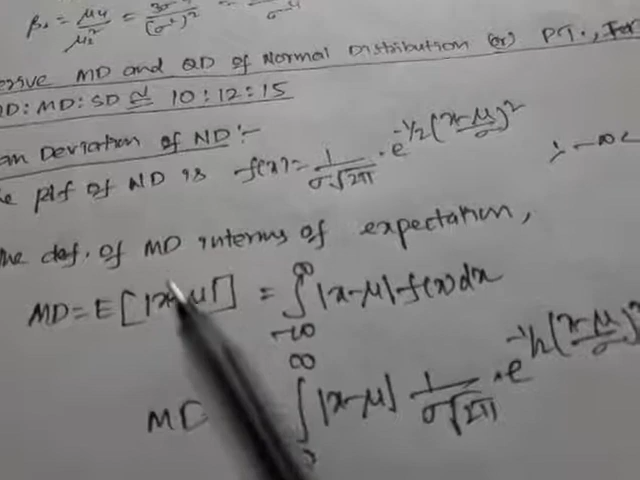 β₂ = μ₄/μ₂² = 3σ⁴/(σ²)² =
Derive MD and QD of Normal Distribution (or) P.T., For
QD: MD: SD ≅ 10:12:15
Mean Deviation of ND:-
The pdf of ND is f(x) = 1/(σ√2π) . e^(-1/2((x-μ)/σ)²) ; -∞<
The def. of MD interms of expectation,
MD = E[|x-μ|] = ∫_{-∞}^{∞} |x-μ| f(x) dx
MD ∫^{∞} |x-μ| 1/(σ√2π) . e^(-1/2((x-μ)/σ)²)